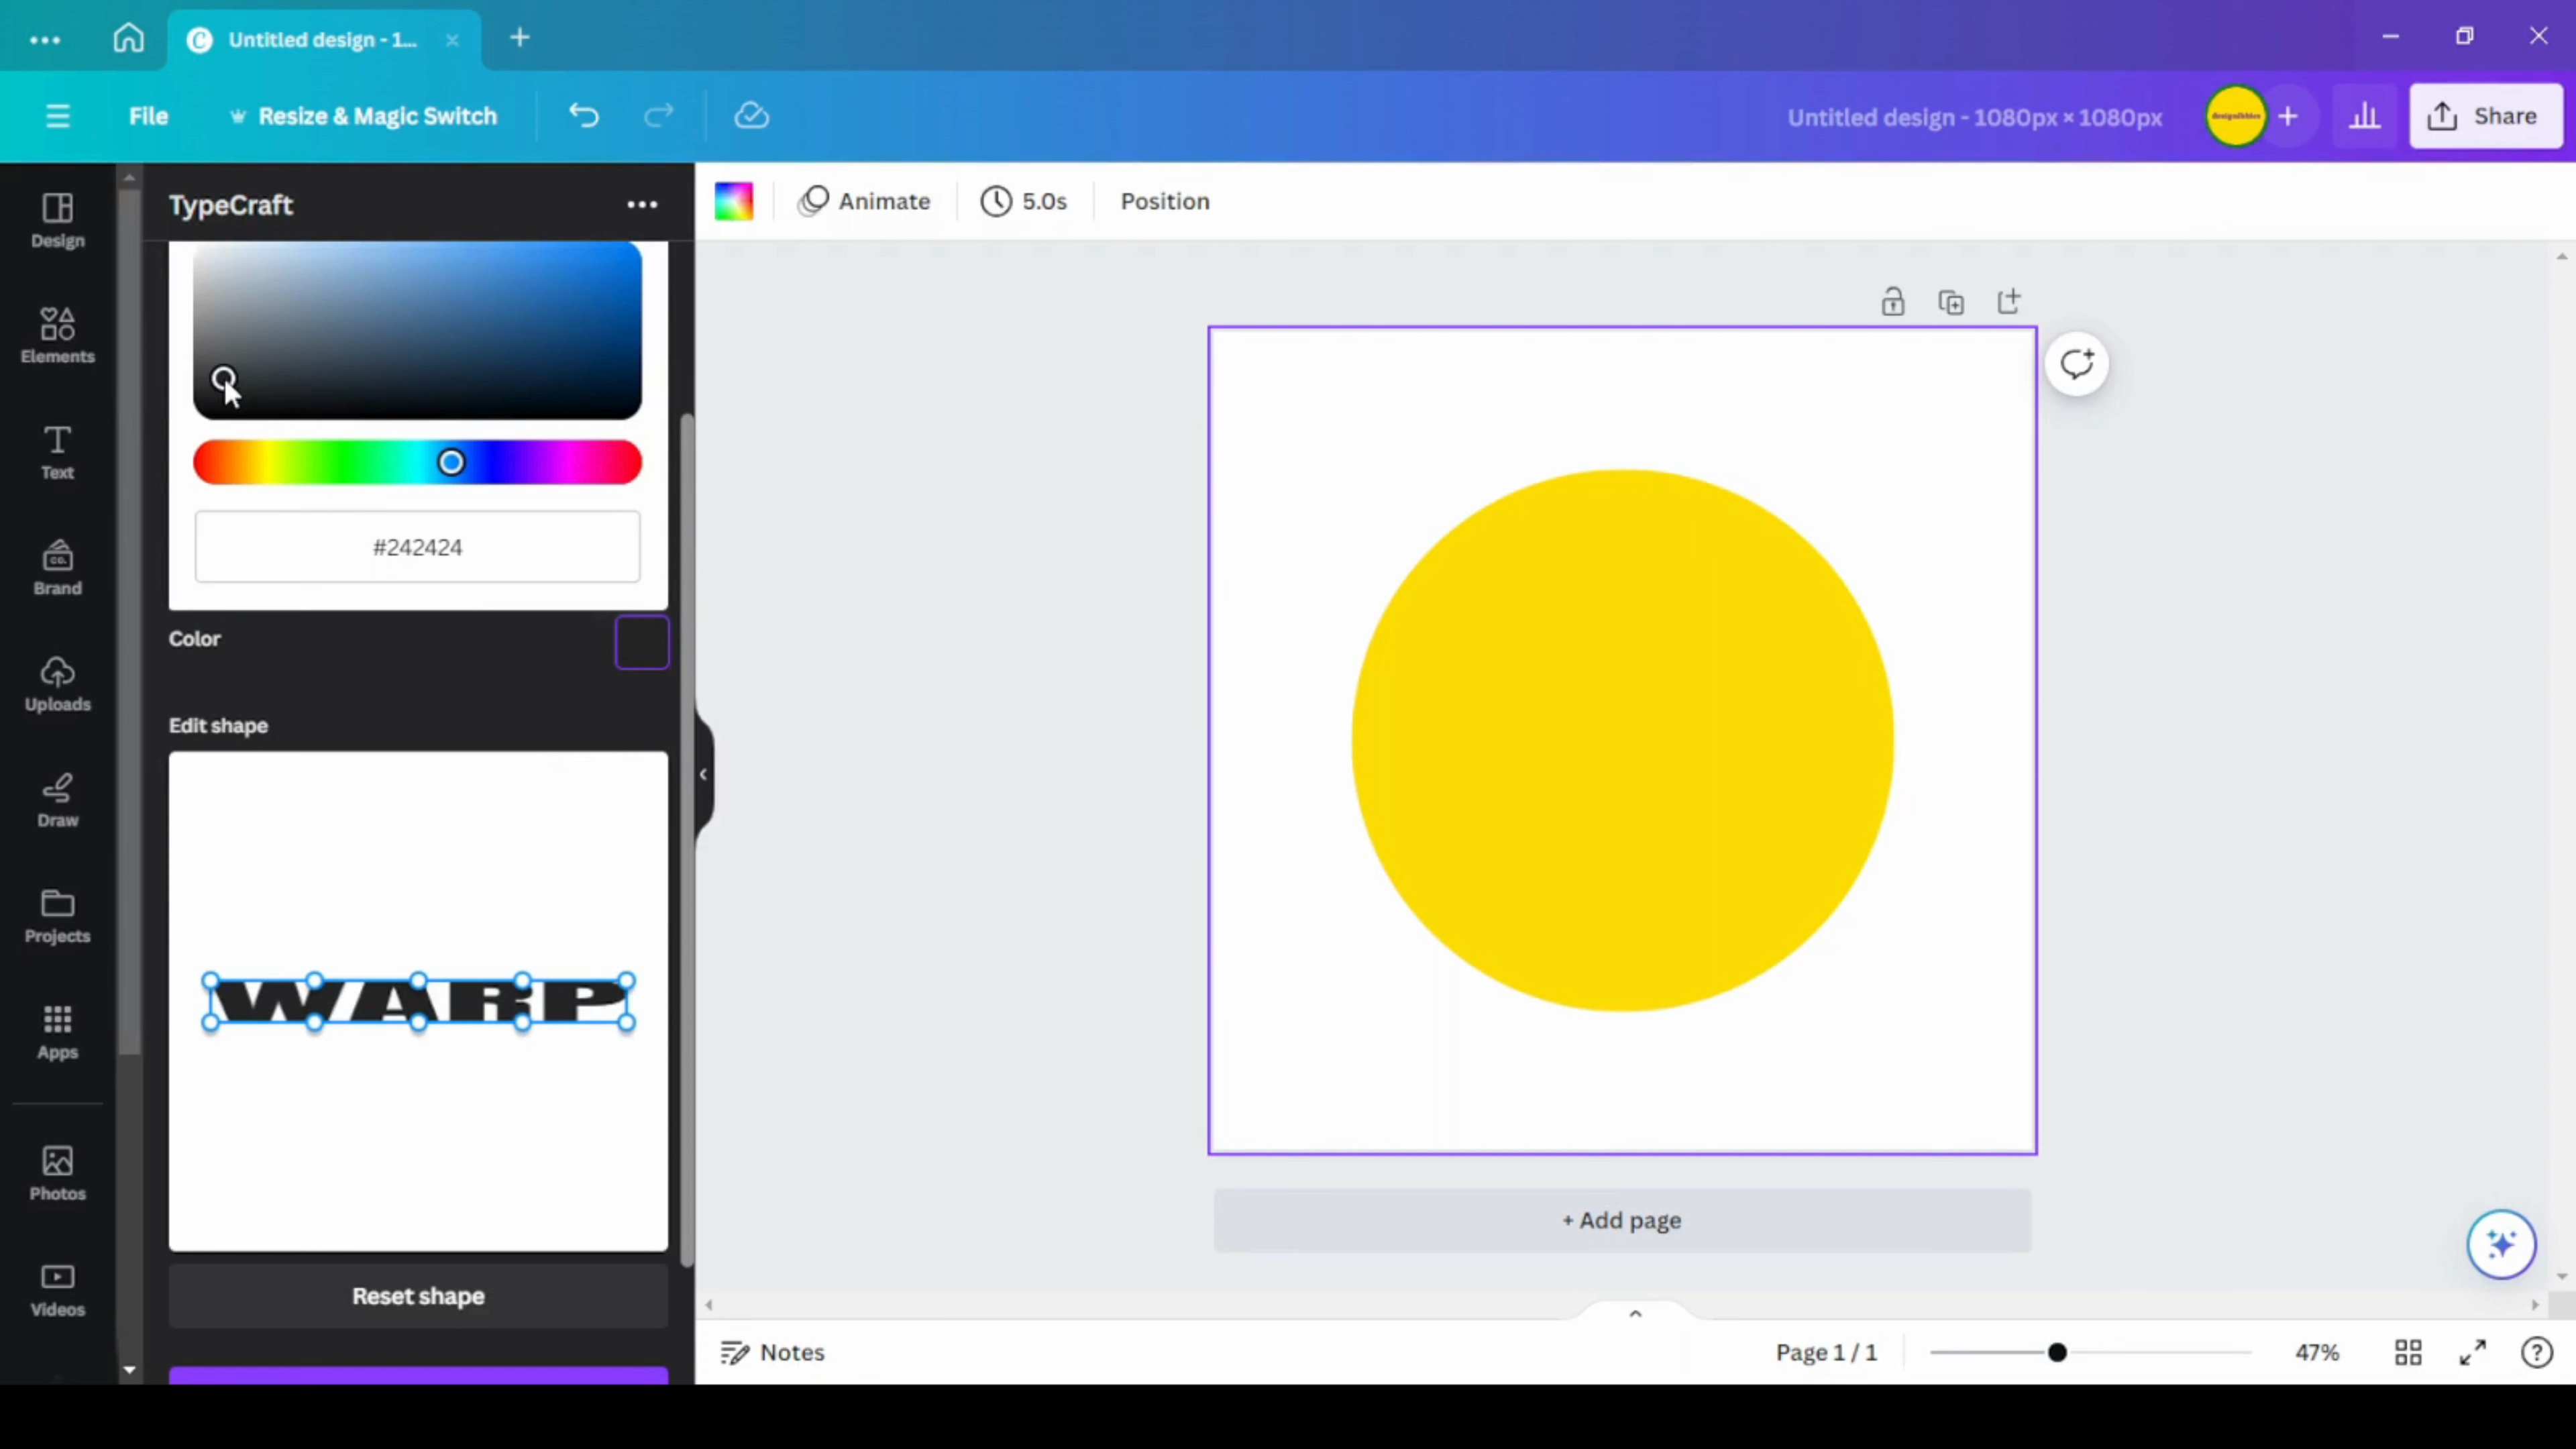 Untitled design - 1...
File
Resize & Magic Switch
Untitled design - 1080px × 1080px
Share
Design
Elements
Text
Brand
CO.
Uploads
Draw
Projects
Apps
Photos
Videos
TypeCraft
#242424
Color
Edit shape
WARP
Reset shape
Animate
5.0s
Position
+ Add page
Notes
Page 1 / 1
47%